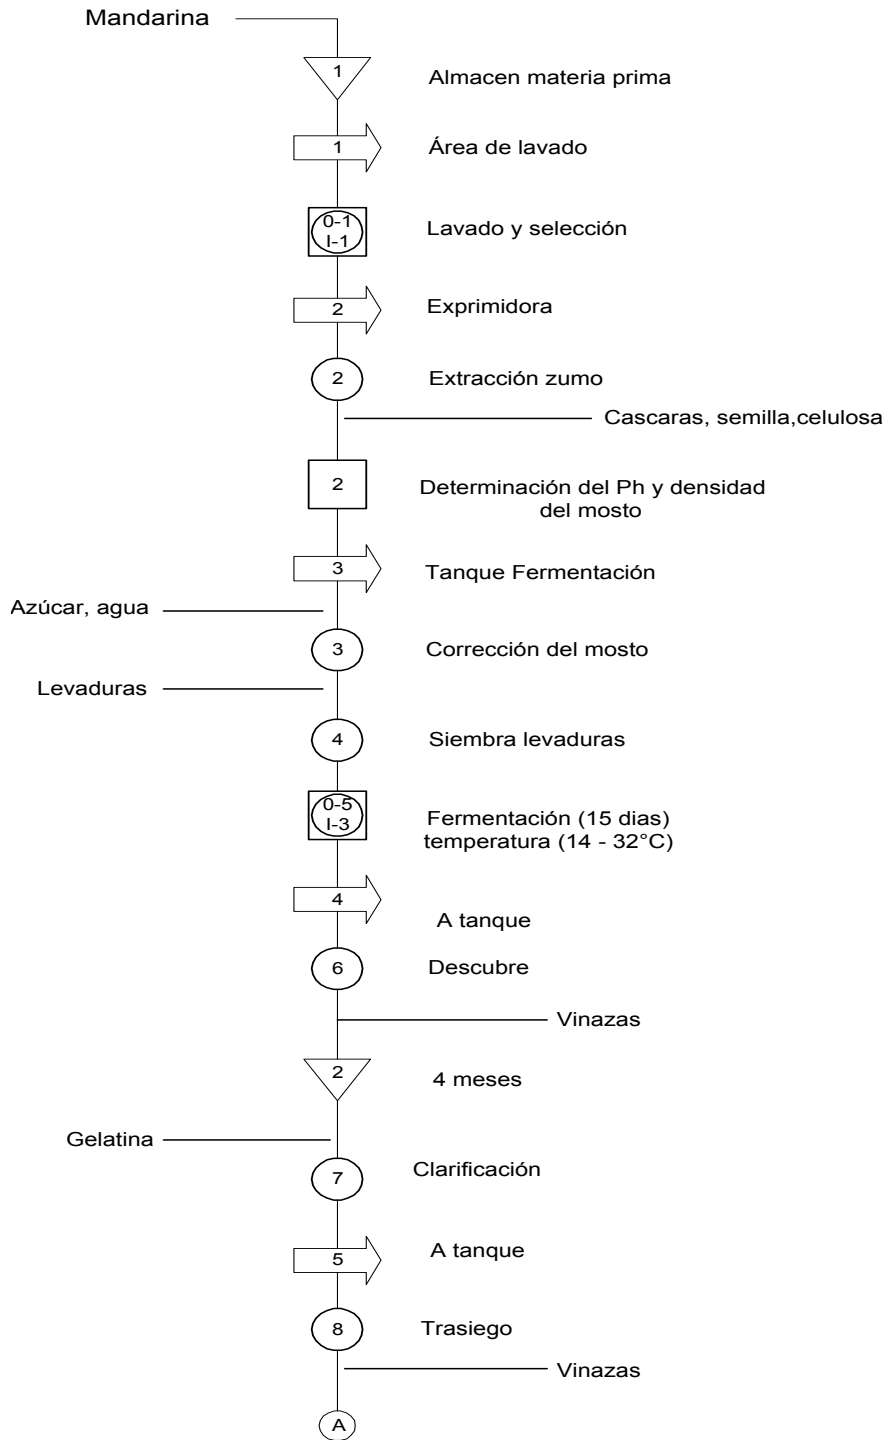 Mandarina
1
Almacen materia prima
1
Área de lavado
0-1
I-1
Lavado y selección
2
Exprimidora
2
Extracción zumo
Cascaras, semilla,celulosa
2
Determinación del Ph y densidad
del mosto
3
Tanque Fermentación
Azúcar, agua
3
Corrección del mosto
Levaduras
4
Siembra levaduras
0-5
I-3
Fermentación (15 dias)
temperatura (14 - 32°C)
4
A tanque
6
Descubre
Vinazas
2
4 meses
Gelatina
7
Clarificación
5
A tanque
8
Trasiego
Vinazas
A